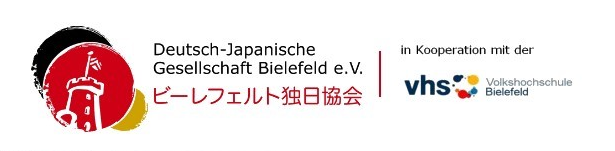 Deutsch-Japanische
Gesellschaft Bielefeld e.V.
ビーレフェルト独日協会
in Kooperation mit der
vhs
Volkshochschule
Bielefeld